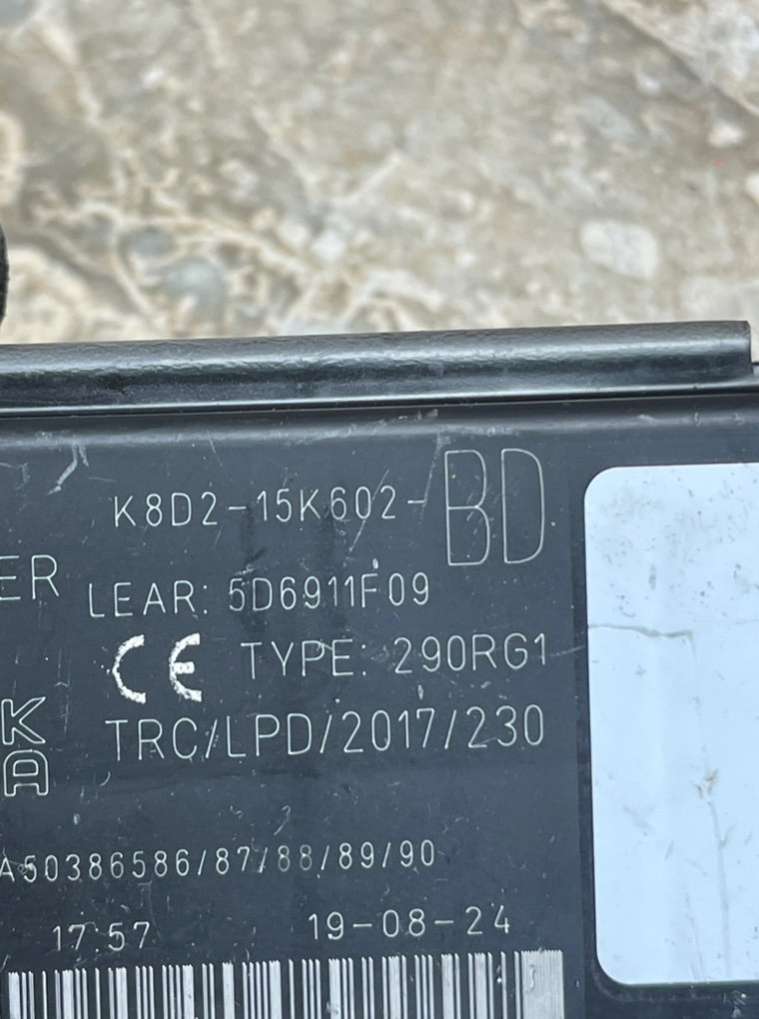 K8D2-15K602-BD
ER
LEAR: 5D6911F09
CE TYPE: 290RG1
K
A
TRC/LPD/2017/230
A50386586/87/88/89/90
17:57 19-08-24